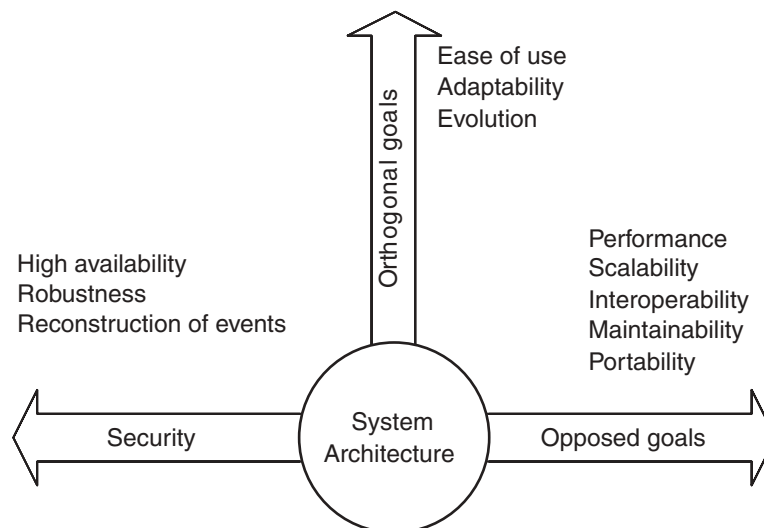 Ease of use
Adaptability
Evolution
Orthogonal goals
High availability
Robustness
Reconstruction of events
Performance
Scalability
Interoperability
Maintainability
Portability
Security
System
Architecture
Opposed goals